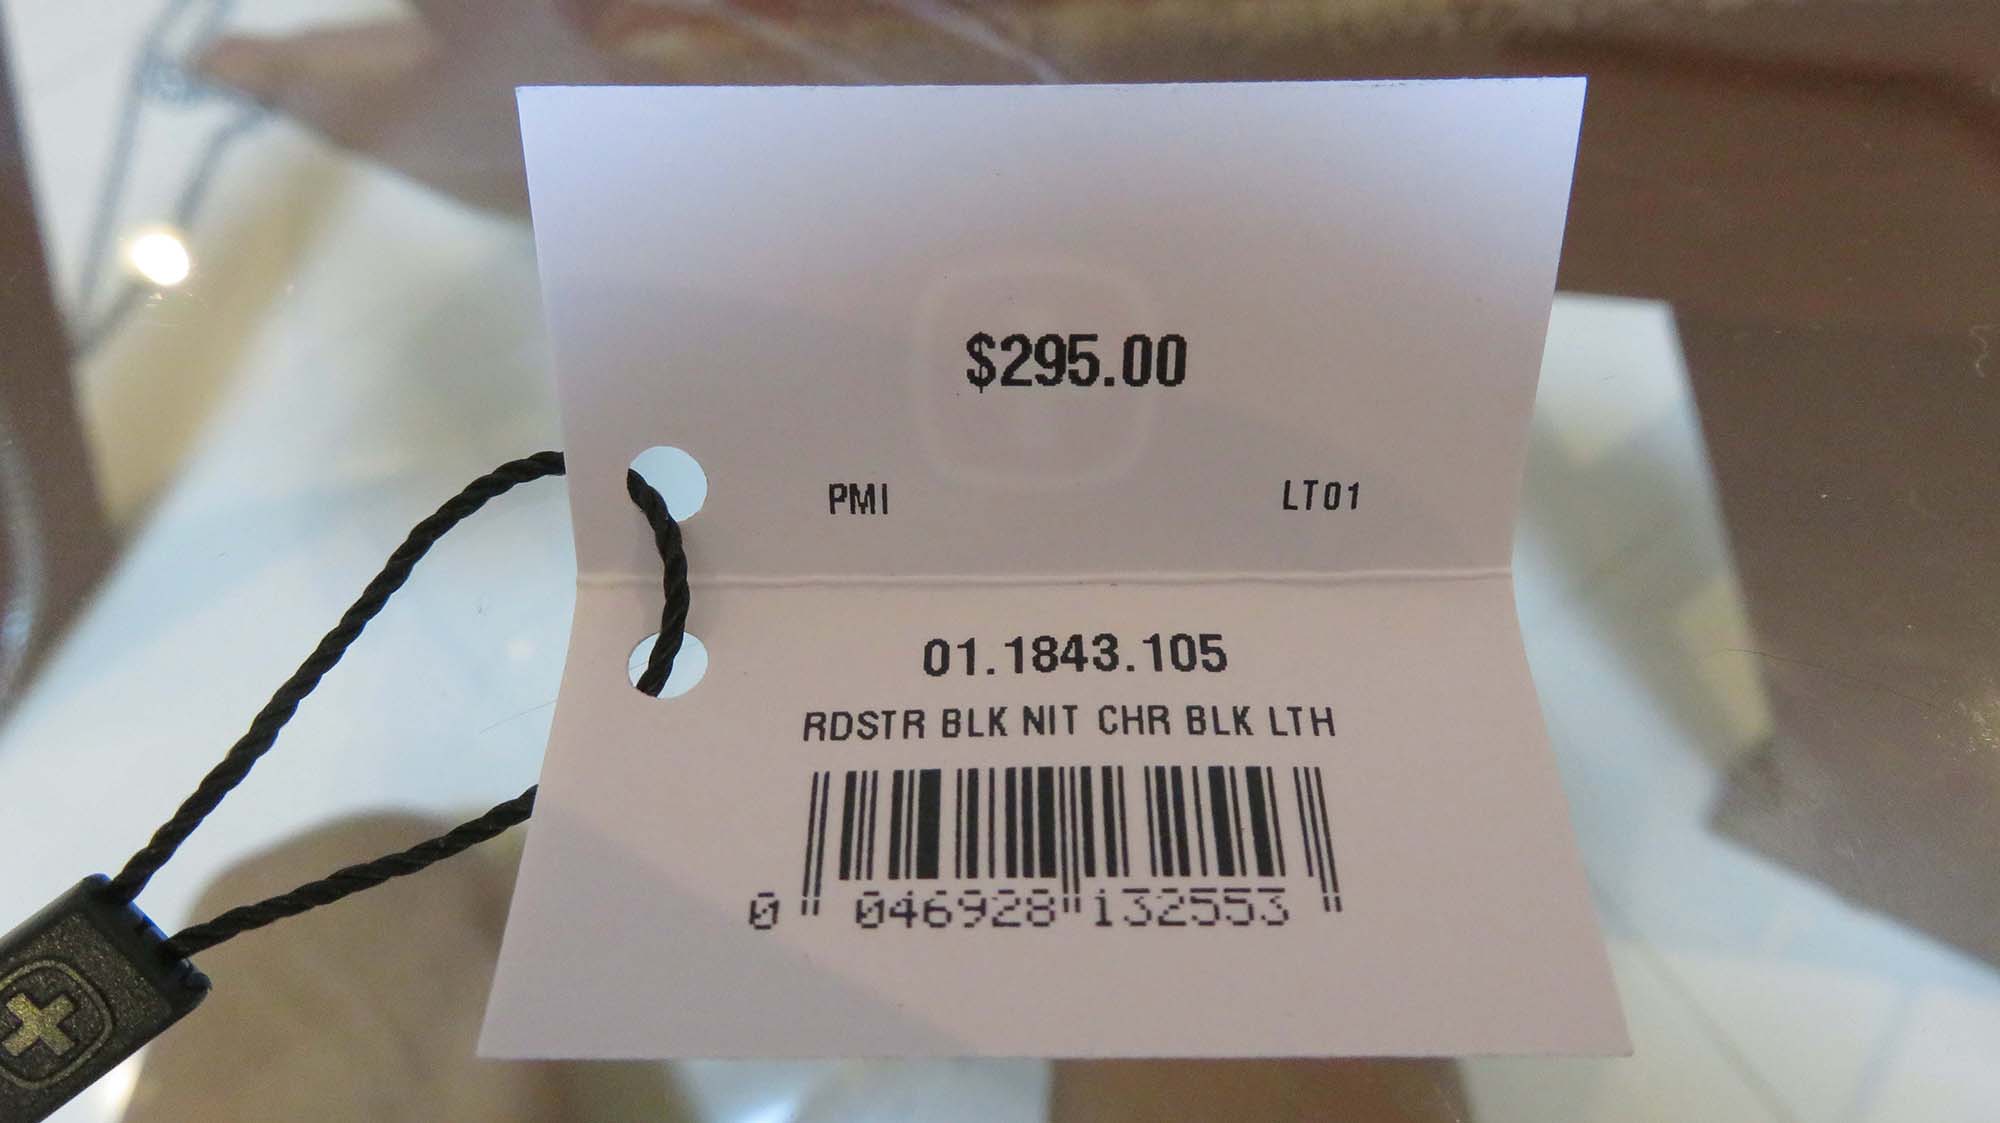 $295.00
PMI LT01
01.1843.105
RDSTR BLK NIT CHR BLK LTH
0 046928 132553